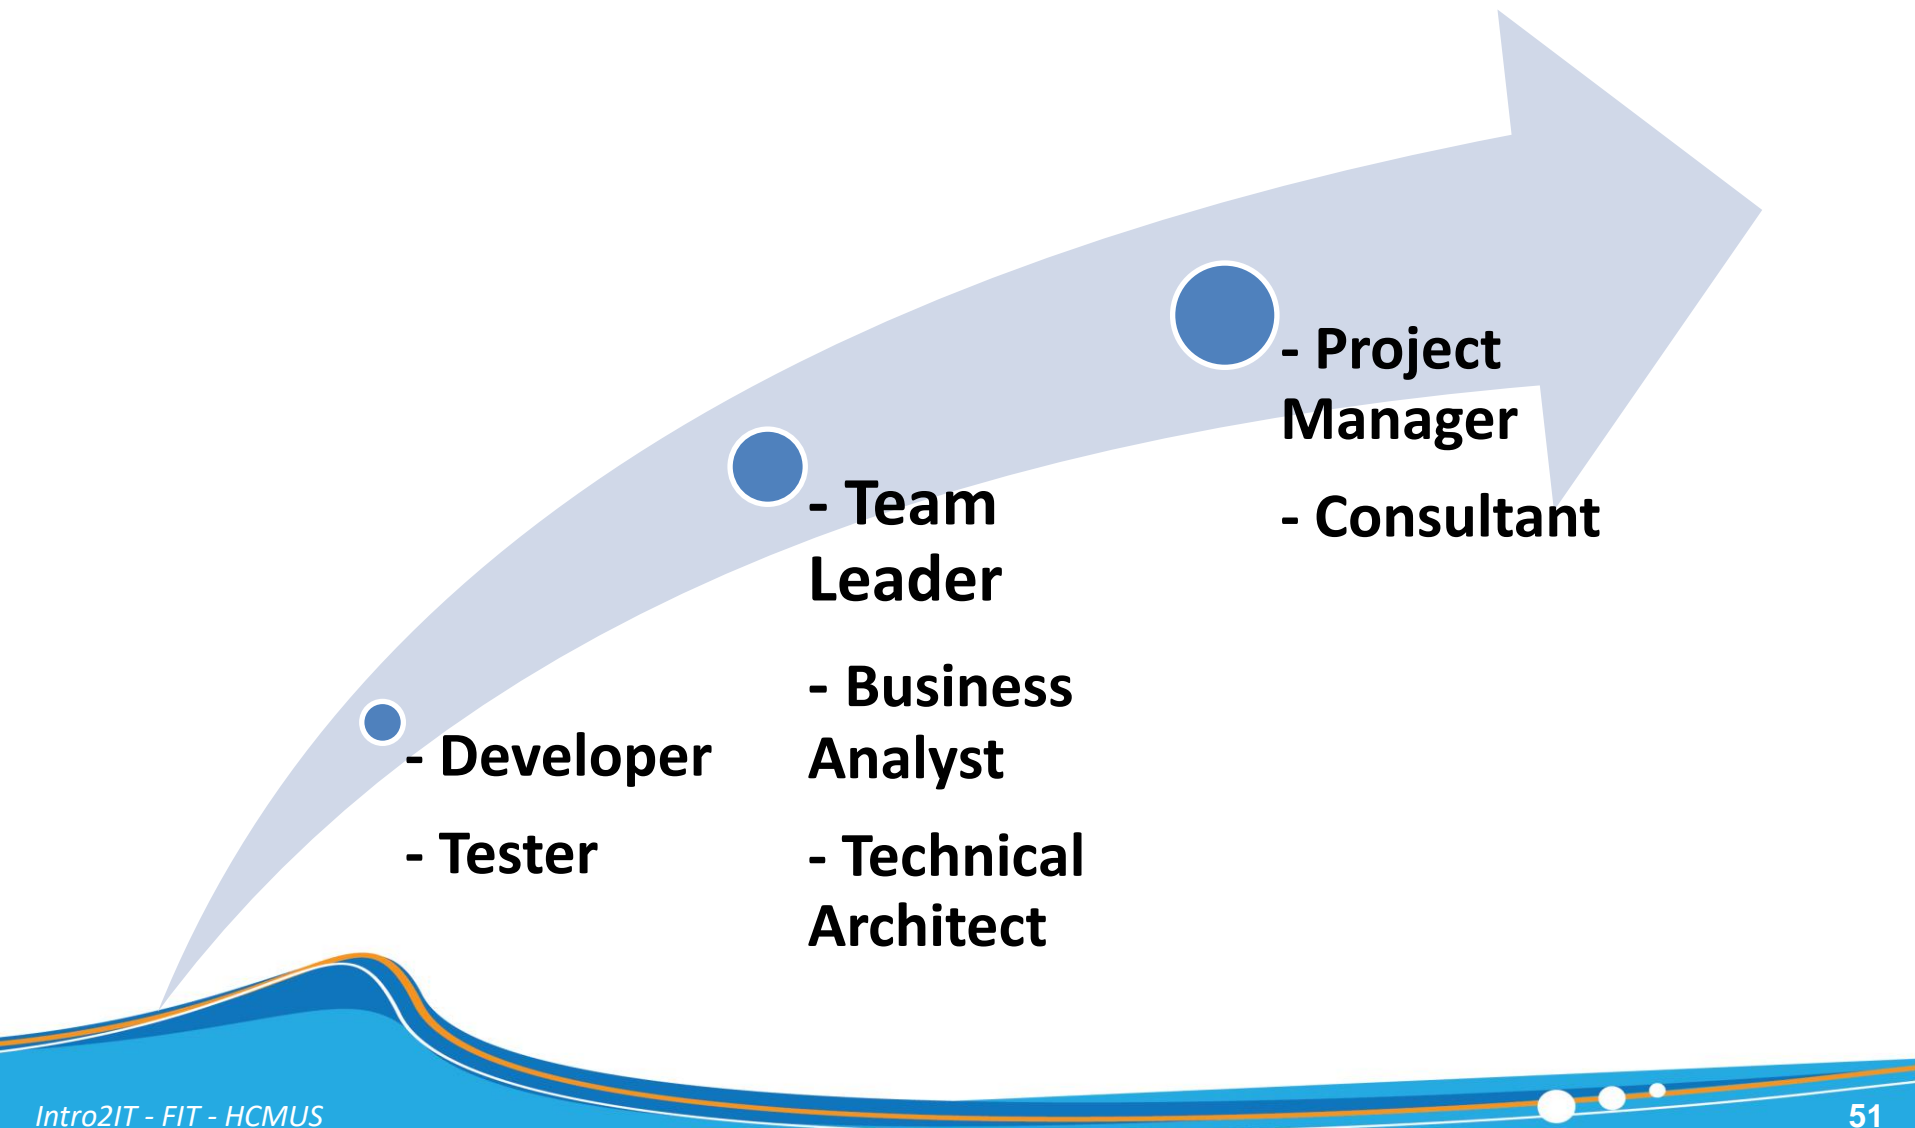 - Project
Manager
- Consultant
- Team
Leader
- Business
Analyst
- Technical
Architect
- Developer
- Tester
Intro2IT - FIT - HCMUS
51